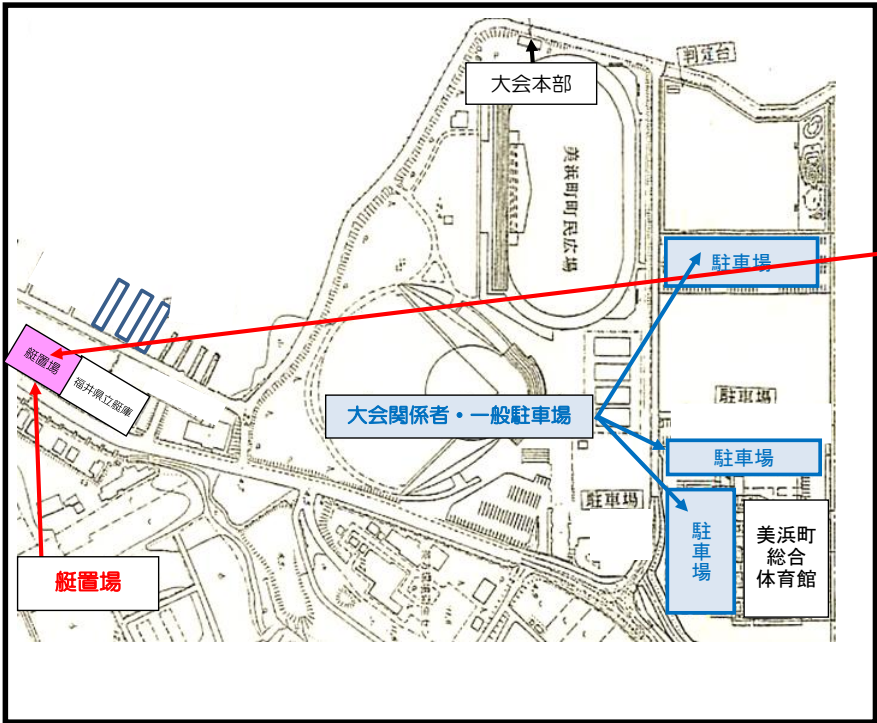 判定台
大会本部
美浜町町民広場
駐車場
艇置場
福井県立艇庫
大会関係者・一般駐車場
駐車場
駐車場
駐車場
駐車場
美浜町
総合
体育館
艇置場